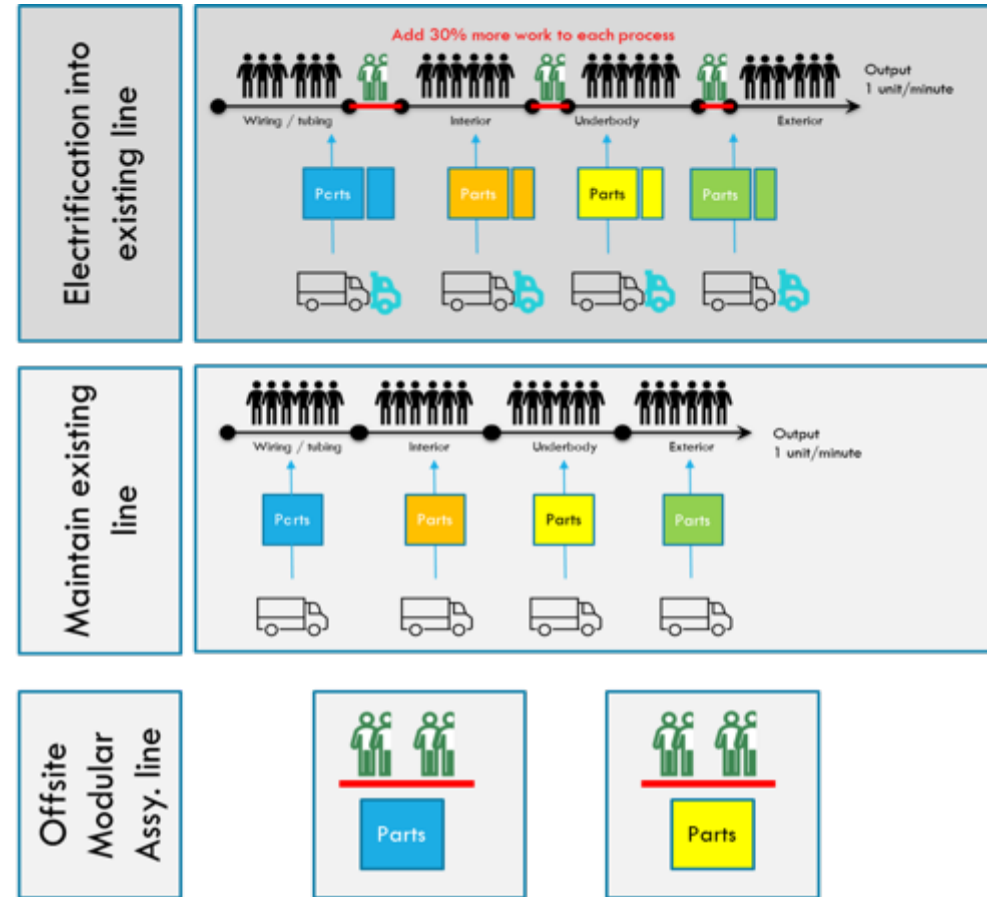 Electrification into
existing line
Add 30% more work to each process
Output
1 unit/minute
Wiring / tubing
Interior
Underbody
Exterior
Parts
Parts
Parts
Parts
Maintain existing
line
Wiring / tubing
Interior
Underbody
Exterior
Output
1 unit/minute
Parts
Parts
Parts
Parts
Offsite
Modular
Assy. line
Parts
Parts